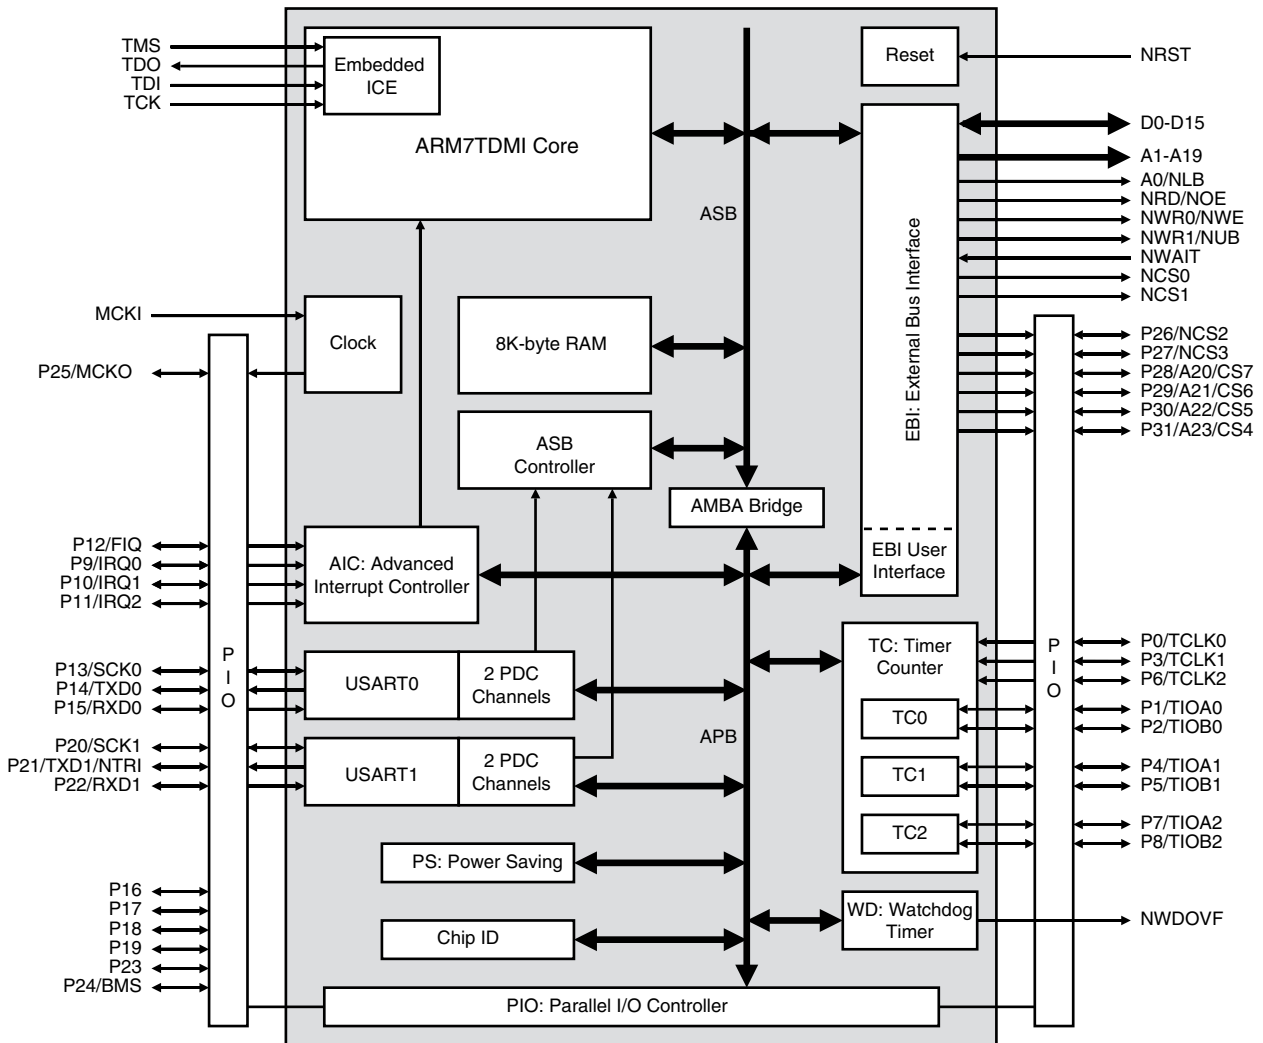 TMS
TDO
TDI
TCK
Embedded
ICE
ARM7TDMI Core
Reset
NRST
D0-D15
A1-A19
A0/NLB
NRD/NOE
NWR0/NWE
NWR1/NUB
NWAIT
NCS0
NCS1
ASB
EBI: External Bus Interface
MCKI
Clock
8K-byte RAM
P25/MCKO
P26/NCS2
P27/NCS3
P28/A20/CS7
P29/A21/CS6
P30/A22/CS5
P31/A23/CS4
ASB
Controller
AMBA Bridge
EBI User
Interface
P12/FIQ
P9/IRQ0
P10/IRQ1
P11/IRQ2
AIC: Advanced
Interrupt Controller
P
I
O
P13/SCK0
P14/TXD0
P15/RXD0
USART0
2 PDC
Channels
P20/SCK1
P21/TXD1/NTRI
P22/RXD1
USART1
2 PDC
Channels
APB
TC: Timer
Counter
TC0
TC1
TC2
P
I
O
P0/TCLK0
P3/TCLK1
P6/TCLK2
P1/TIOA0
P2/TIOB0
P4/TIOA1
P5/TIOB1
P7/TIOA2
P8/TIOB2
PS: Power Saving
P16
P17
P18
P19
P23
P24/BMS
Chip ID
WD: Watchdog
Timer
NWDOVF
PIO: Parallel I/O Controller